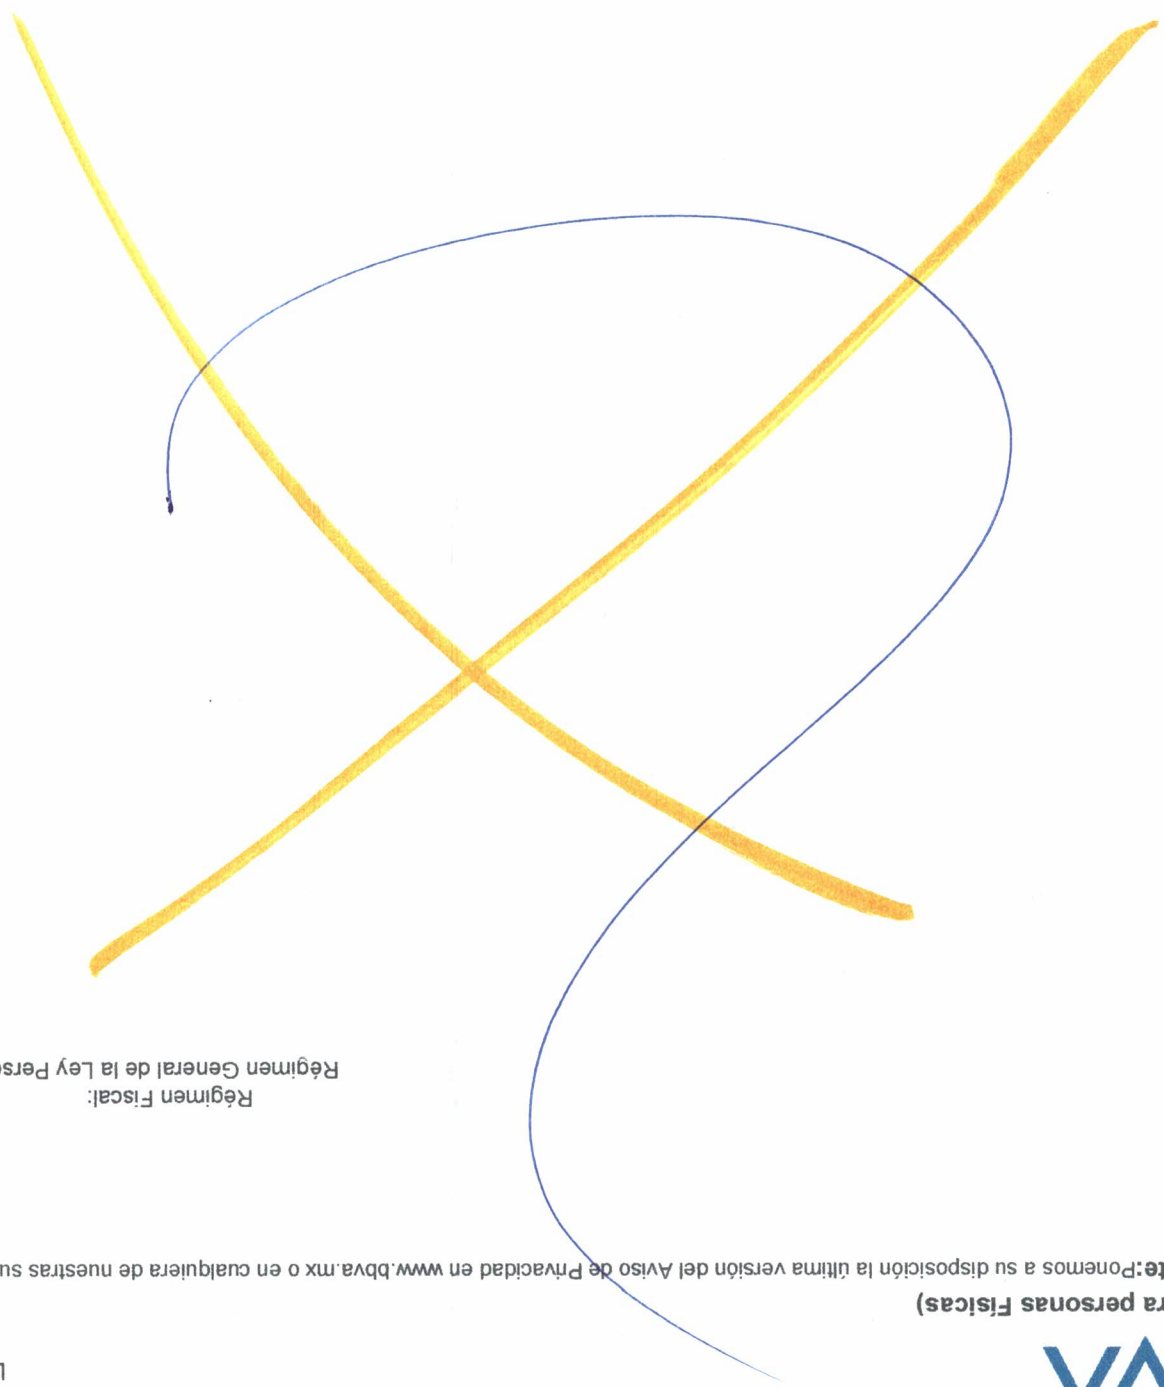 VA
ra personas Físicas)
te:Ponemos a su disposición la última versión del Aviso de Privacidad en www.bbva.mx o en cualquiera de nuestras su
Régimen Fiscal:
Régimen General de la Ley Pers